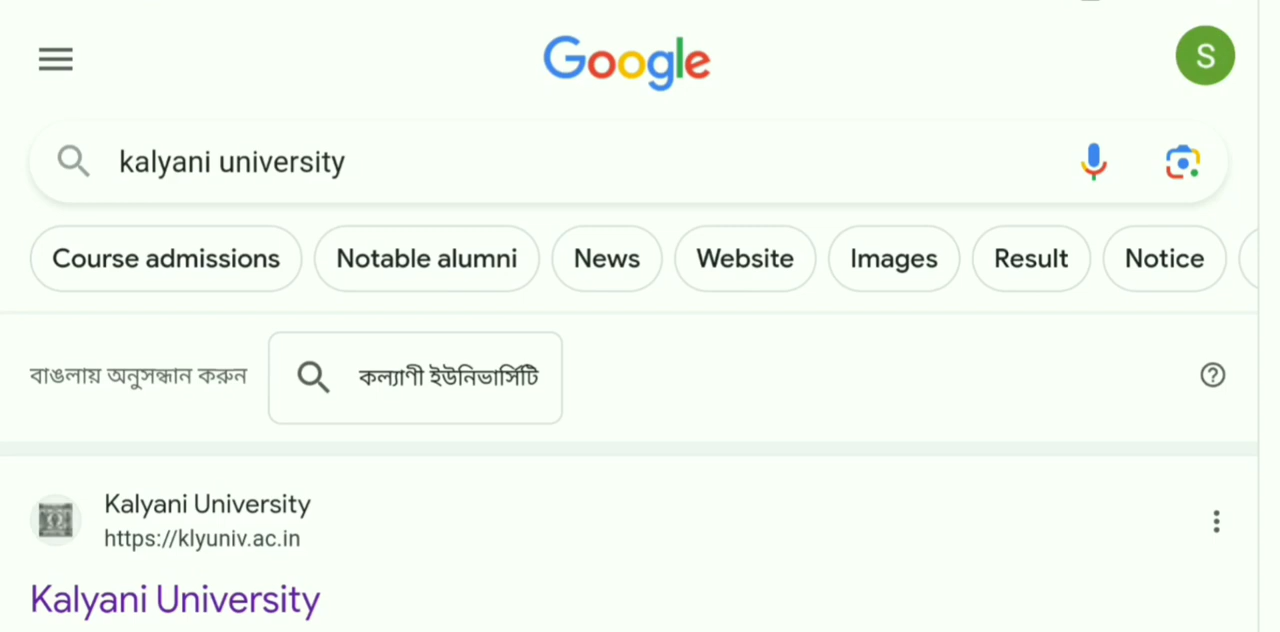 Google
S
kalyani university
Course admissions Notable alumni News Website Images Result Notice
বাঙলায় অনুসন্ধান করুন কল্যাণী ইউনিভার্সিটি
Kalyani University
https://klyuniv.ac.in
Kalyani University